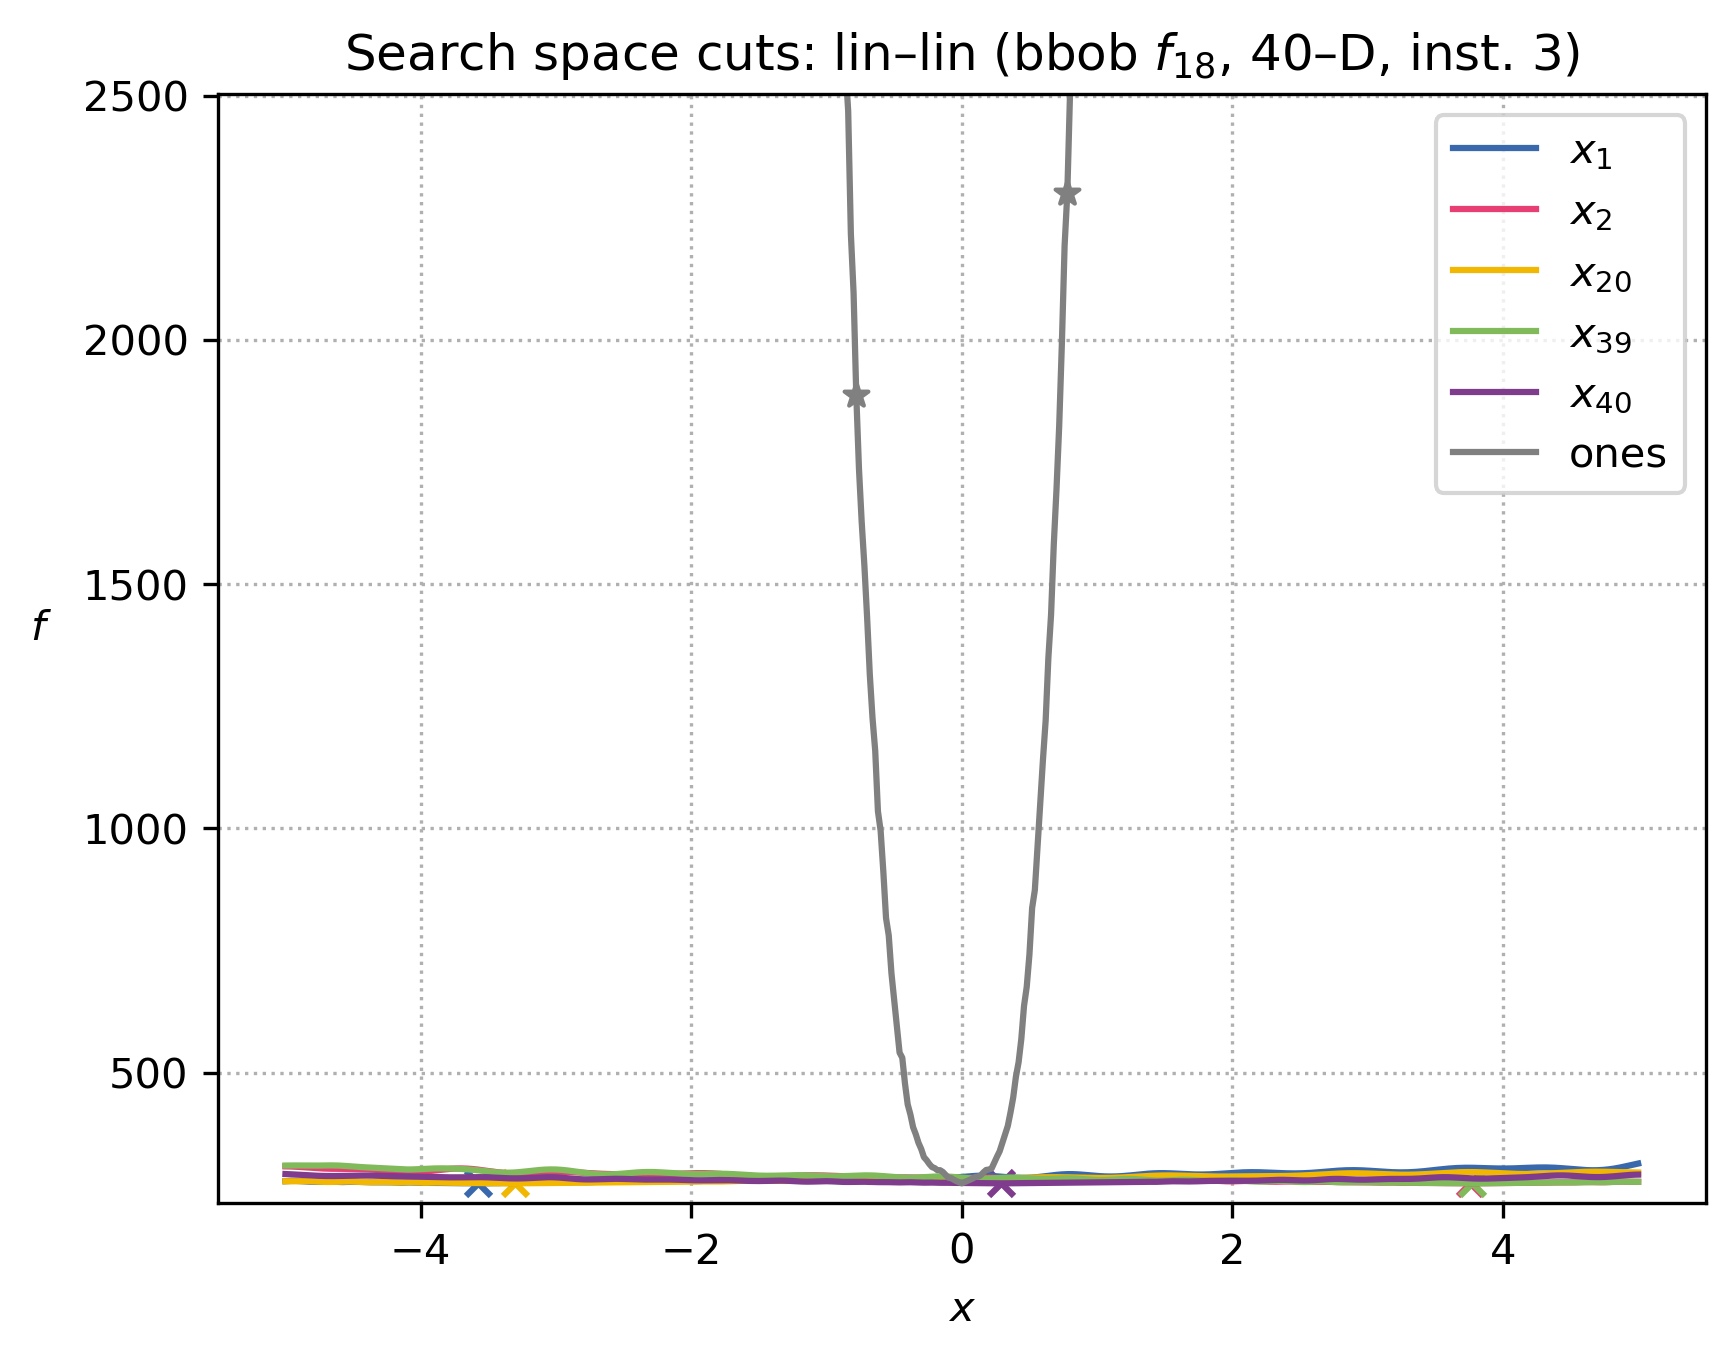 Search space cuts: lin–lin (bbob f18, 40–D, inst. 3)
2500
2000
1500
1000
500
f
−4
−2
0
2
4
x
x1
x2
x20
x39
x40
ones